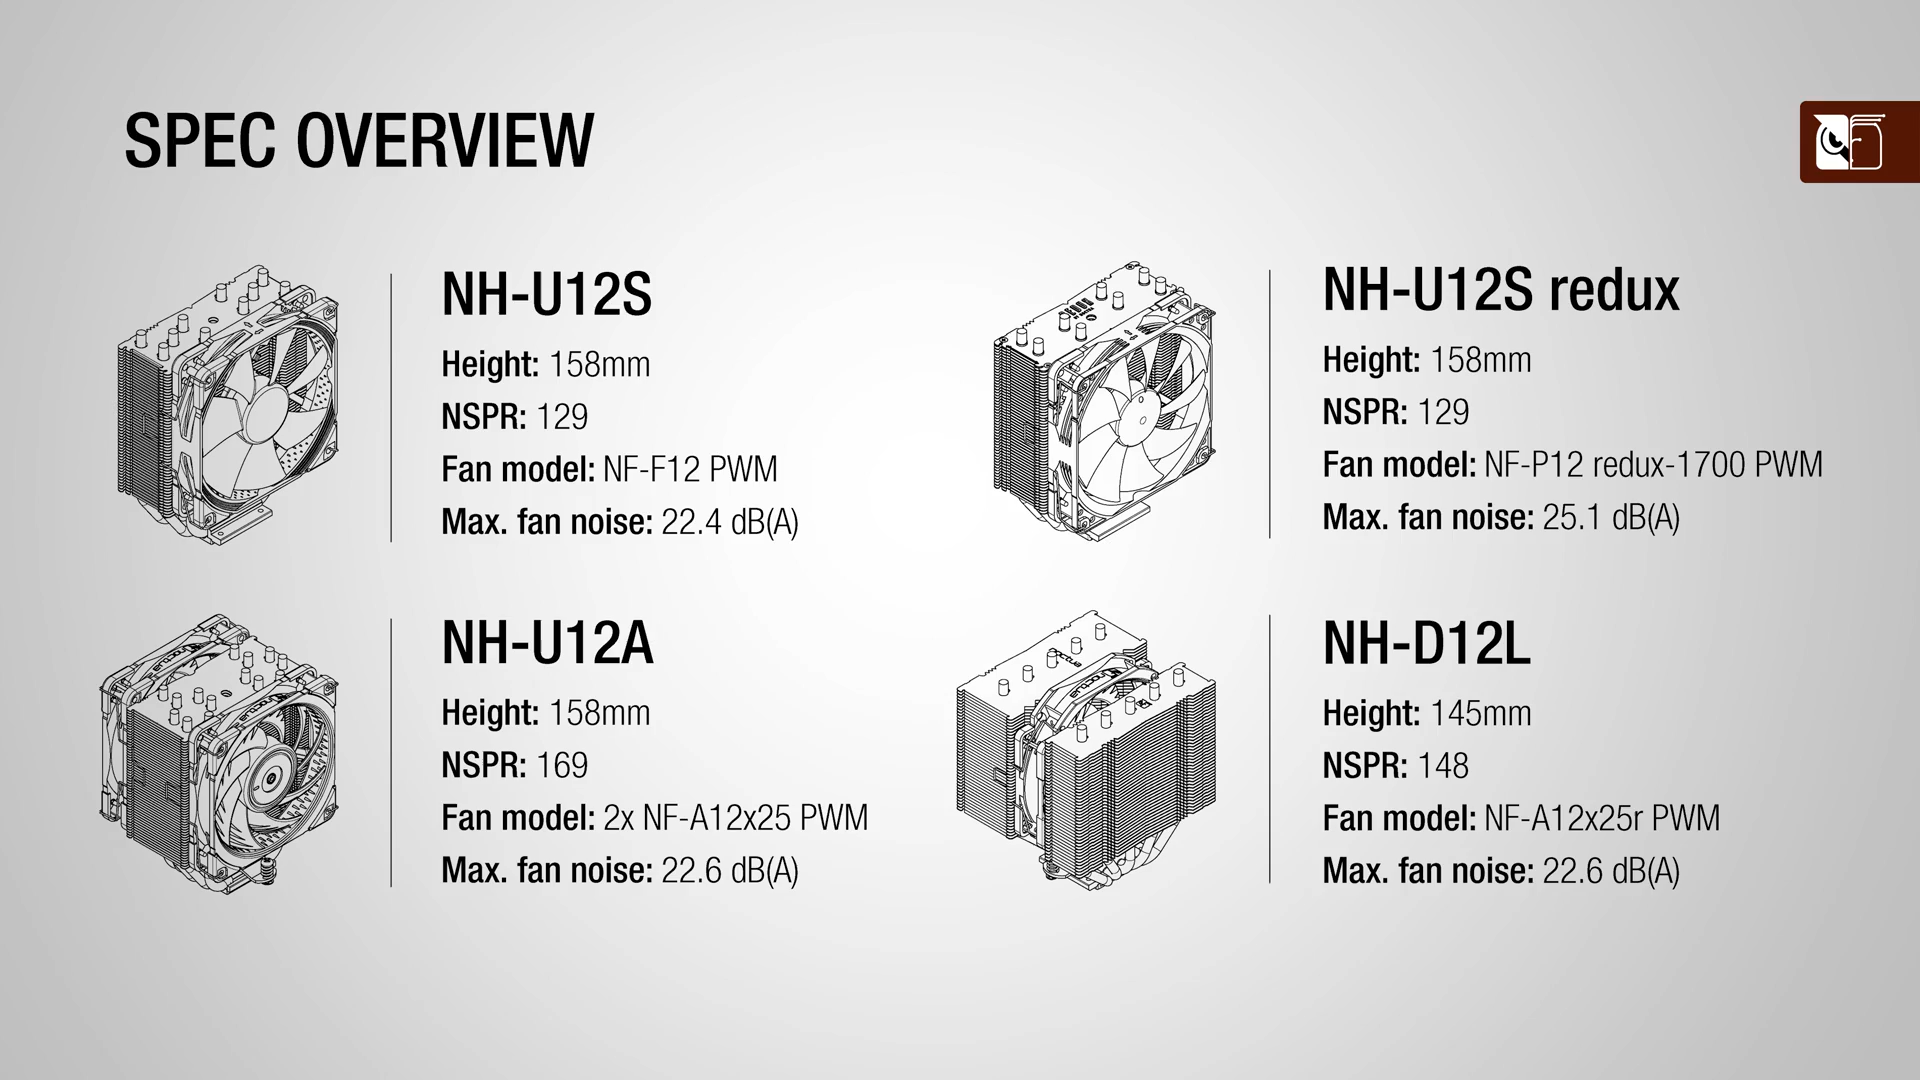 SPEC OVERVIEW
NH-U12S
Height: 158mm
NSPR: 129
Fan model: NF-F12 PWM
Max. fan noise: 22.4 dB(A)
NH-U12S redux
Height: 158mm
NSPR: 129
Fan model: NF-P12 redux-1700 PWM
Max. fan noise: 25.1 dB(A)
NH-U12A
Height: 158mm
NSPR: 169
Fan model: 2x NF-A12x25 PWM
Max. fan noise: 22.6 dB(A)
NH-D12L
Height: 145mm
NSPR: 148
Fan model: NF-A12x25r PWM
Max. fan noise: 22.6 dB(A)